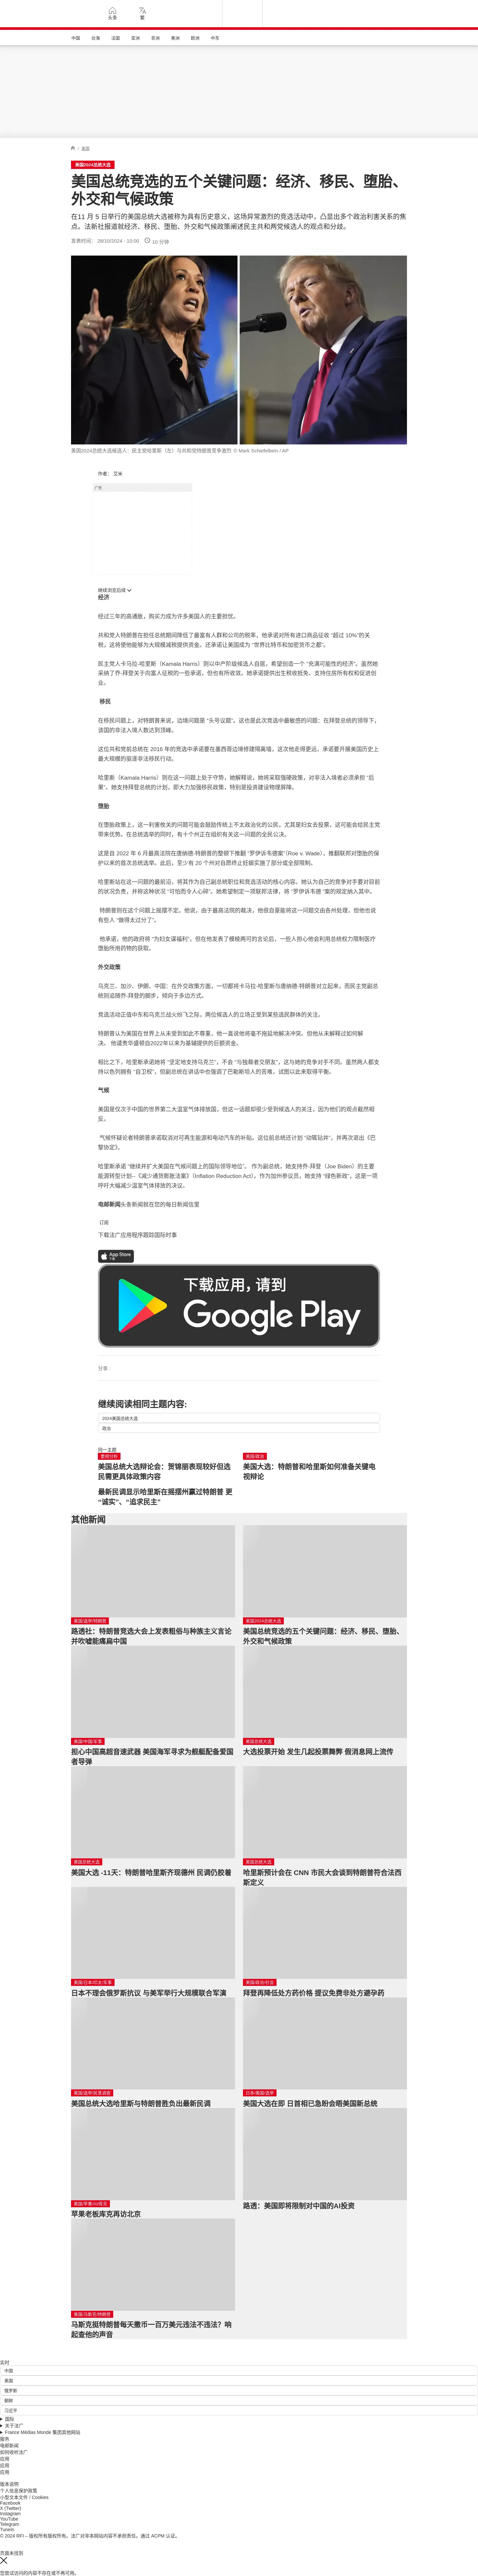 头条
繁
中国
台海
法国
亚洲
非洲
美洲
欧洲
中东
/ 美国
美国2024总统大选
美国总统竞选的五个关键问题：经济、移民、堕胎、
外交和气候政策
在11 月 5 日举行的美国总统大选被称为具有历史意义，这场异常激烈的竞选活动中，凸显出多个政治利害关系的焦
点。法新社报道就经济、移民、堕胎、外交和气候政策阐述民主共和两党候选人的观点和分歧。
发表时间： 28/10/2024 - 10:00
10 分钟
美国2024总统大选候选人：民主党哈里斯（左）与共和党特朗普竞争激烈 © Mark Schiefelbein / AP
作者： 艾米
广告
继续浏览后续
经济
经过三年的高通胀，购买力成为许多美国人的主要担忧。
共和党人特朗普在担任总统期间降低了最富有人群和公司的税率，他承诺对所有进口商品征收 “超过 10%”的关
税，这将使他能够为大规模减税提供资金。还承诺让美国成为 “世界比特币和加密货币之都”。
民主党人卡马拉-哈里斯（Kamala Harris）则以中产阶级候选人自居，希望创造一个 “充满可能性的经济”。虽然她
采纳了乔-拜登关于向富人征税的一些承诺，但也有所收敛。她承诺提供出生税收抵免、支持住房所有权和促进创
业。
移民
在移民问题上，对特朗普来说，边境问题是 “头号议题”。这也是此次竞选中最敏感的问题：在拜登总统的领导下，
该国的非法入境人数达到顶峰。
这位共和党前总统在 2016 年的竞选中承诺要在墨西哥边境修建隔离墙，这次他走得更远，承诺要开展美国历史上
最大规模的驱逐非法移民行动。
哈里斯（Kamala Harris）则在这一问题上处于守势，她解释说，她将采取强硬政策，对非法入境者必须承担 “后
果”。她支持拜登总统的计划，即大力加强移民政策，特别是投资建设物理屏障。
堕胎
在堕胎政策上，这一利害攸关的问题可能会鼓励传统上不太政治化的公民，尤其是妇女去投票，这可能会给民主党
带来优势。在总统选举的同时，有十个州正在组织有关这一问题的全民公决。
这是自 2022 年 6 月最高法院在唐纳德-特朗普的整顿下推翻 “罗伊诉韦德案”（Roe v. Wade），推翻联邦对堕胎的保
护以来的首次总统选举。此后，至少有 20 个州对自愿终止妊娠实施了部分或全部限制。
哈里斯站在这一问题的最前沿，将其作为自己副总统职位和竞选活动的核心内容。她认为自己的竞争对手要对目前
的状况负责，并称这种状况 “可怕而令人心碎”。她希望制定一项联邦法律，将 “罗伊诉韦德 ”案的规定纳入其中。
特朗普则在这个问题上摇摆不定。他说，由于最高法院的裁决，他很自豪能将这一问题交由各州处理，但他也说
有些人 “做得太过分了”。
他承诺，他的政府将 “为妇女谋福利”，但在他发表了模棱两可的言论后，一些人担心他会利用总统权力限制医疗
堕胎所用药物的获取。
外交政策
乌克兰、加沙、伊朗、中国：在外交政策方面，一切都将卡马拉-哈里斯与唐纳德-特朗普对立起来，而民主党副总
统则追随乔-拜登的脚步，倾向于多边方式。
竞选活动正值中东和乌克兰战火纷飞之际，两位候选人的立场正受到某些选民群体的关注。
特朗普认为美国在世界上从未受到如此不尊重，他一直说他将毫不拖延地解决冲突。但他从未解释过如何解
决。 他谴责华盛顿自2022年以来为基辅提供的巨额资金。
相比之下，哈里斯承诺她将 “坚定地支持乌克兰”，不会 “与独裁者交朋友”，这与她的竞争对手不同。虽然两人都支
持以色列拥有 “自卫权”，但副总统在讲话中也强调了巴勒斯坦人的苦难，试图以此来取得平衡。
气候
美国是仅次于中国的世界第二大温室气体排放国，但这一话题却很少受到候选人的关注，因为他们的观点截然相
反。
气候怀疑论者特朗普承诺取消对可再生能源和电动汽车的补贴。这位前总统还计划 “动辄钻井”，并再次退出《巴
黎协定》。
哈里斯承诺 “继续并扩大美国在气候问题上的国际领导地位”。 作为副总统，她支持乔·拜登（Joe Biden）的主要
能源转型计划--《减少通货膨胀法案》（Inflation Reduction Act），作为加州参议员，她支持 “绿色新政”，这是一项
呼吁大幅减少温室气体排放的决议。
电邮新闻头条新闻就在您的每日新闻信里
订阅
下载法广应用程序跟踪国际时事
App Store
下载应用，请到
Google Play
分享 :
继续阅读相同主题内容:
2024美国总统大选
政治
同一主题
要闻分析
美国总统大选辩论会：贺锦丽表现较好但选
民需更具体政策内容
美国/政治
美国大选：特朗普和哈里斯如何准备关键电
视辩论
最新民调显示哈里斯在摇摆州赢过特朗普 更
“诚实”、“追求民主”
其他新闻
美国/选举/特朗普
路透社：特朗普竞选大会上发表粗俗与种族主义言论
并吹嘘能痛扁中国
美国2024总统大选
美国总统竞选的五个关键问题：经济、移民、堕胎、
外交和气候政策
美国/中国/军事
担心中国高超音速武器 美国海军寻求为舰艇配备爱国
者导弹
美国总统大选
大选投票开始 发生几起投票舞弊 假消息网上流传
美国总统大选
美国大选 -11天：特朗普哈里斯齐现德州 民调仍胶着
美国总统大选
哈里斯预计会在 CNN 市民大会谈到特朗普符合法西
斯定义
美国/日本/印太/军事
日本不理会俄罗斯抗议 与美军举行大规模联合军演
美国/政治/社会
拜登再降低处方药价格 提议免费非处方避孕药
美国/选举/民意调查
美国总统大选哈里斯与特朗普胜负出最新民调
日本/美国/选举
美国大选在即 日首相已急盼会晤美国新总统
苹果老板库克再访北京
路透：美国即将限制对中国的AI投资
美国/马斯克/特朗普
马斯克挺特朗普每天撒币一百万美元违法不违法？响
起查他的声音
实时
中国
美国
俄罗斯
朝鲜
习近平
国际
关于法广
France Médias Monde 集团其他网站
服务
电邮新闻
如何收听法广
应用
应用
应用
版本说明
个人信息保护政策
小型文本文件 / Cookies
Facebook
X (Twitter)
Instagram
YouTube
Telegram
TuneIn
© 2024 RFI – 版权所有版权所有。法广对非本网站内容不承担责任。通过 ACPM 认证。
页面未找到
您尝试访问的内容不存在或不再可用。